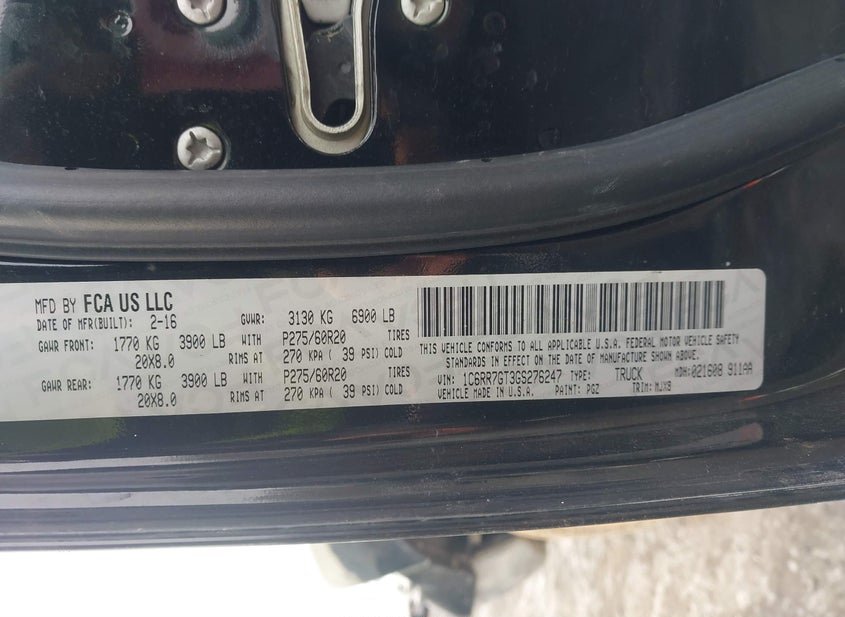 MFD BY FCA US LLC
DATE OF MFR(BUILT): 2-16 GVWR: 3130 KG 6900 LB
GAWR FRONT: 1770 KG 3900 LB WITH P275/60R20 TIRES
20X8.0 RIMS AT 270 KPA ( 39 PSI) COLD
GAWR REAR: 1770 KG 3900 LB WITH P275/60R20 TIRES
20X8.0 RIMS AT 270 KPA ( 39 PSI) COLD
THIS VEHICLE CONFORMS TO ALL APPLICABLE U.S.A. FEDERAL MOTOR VEHICLE SAFETY
STANDARDS IN EFFECT ON THE DATE OF MANUFACTURE SHOWN ABOVE.
VIN: 1C6RR7GT3GS276247 TYPE: TRUCK MDH: 021608 911AA
VEHICLE MADE IN U.S.A. PAINT: PGZ TRIM: MJX8